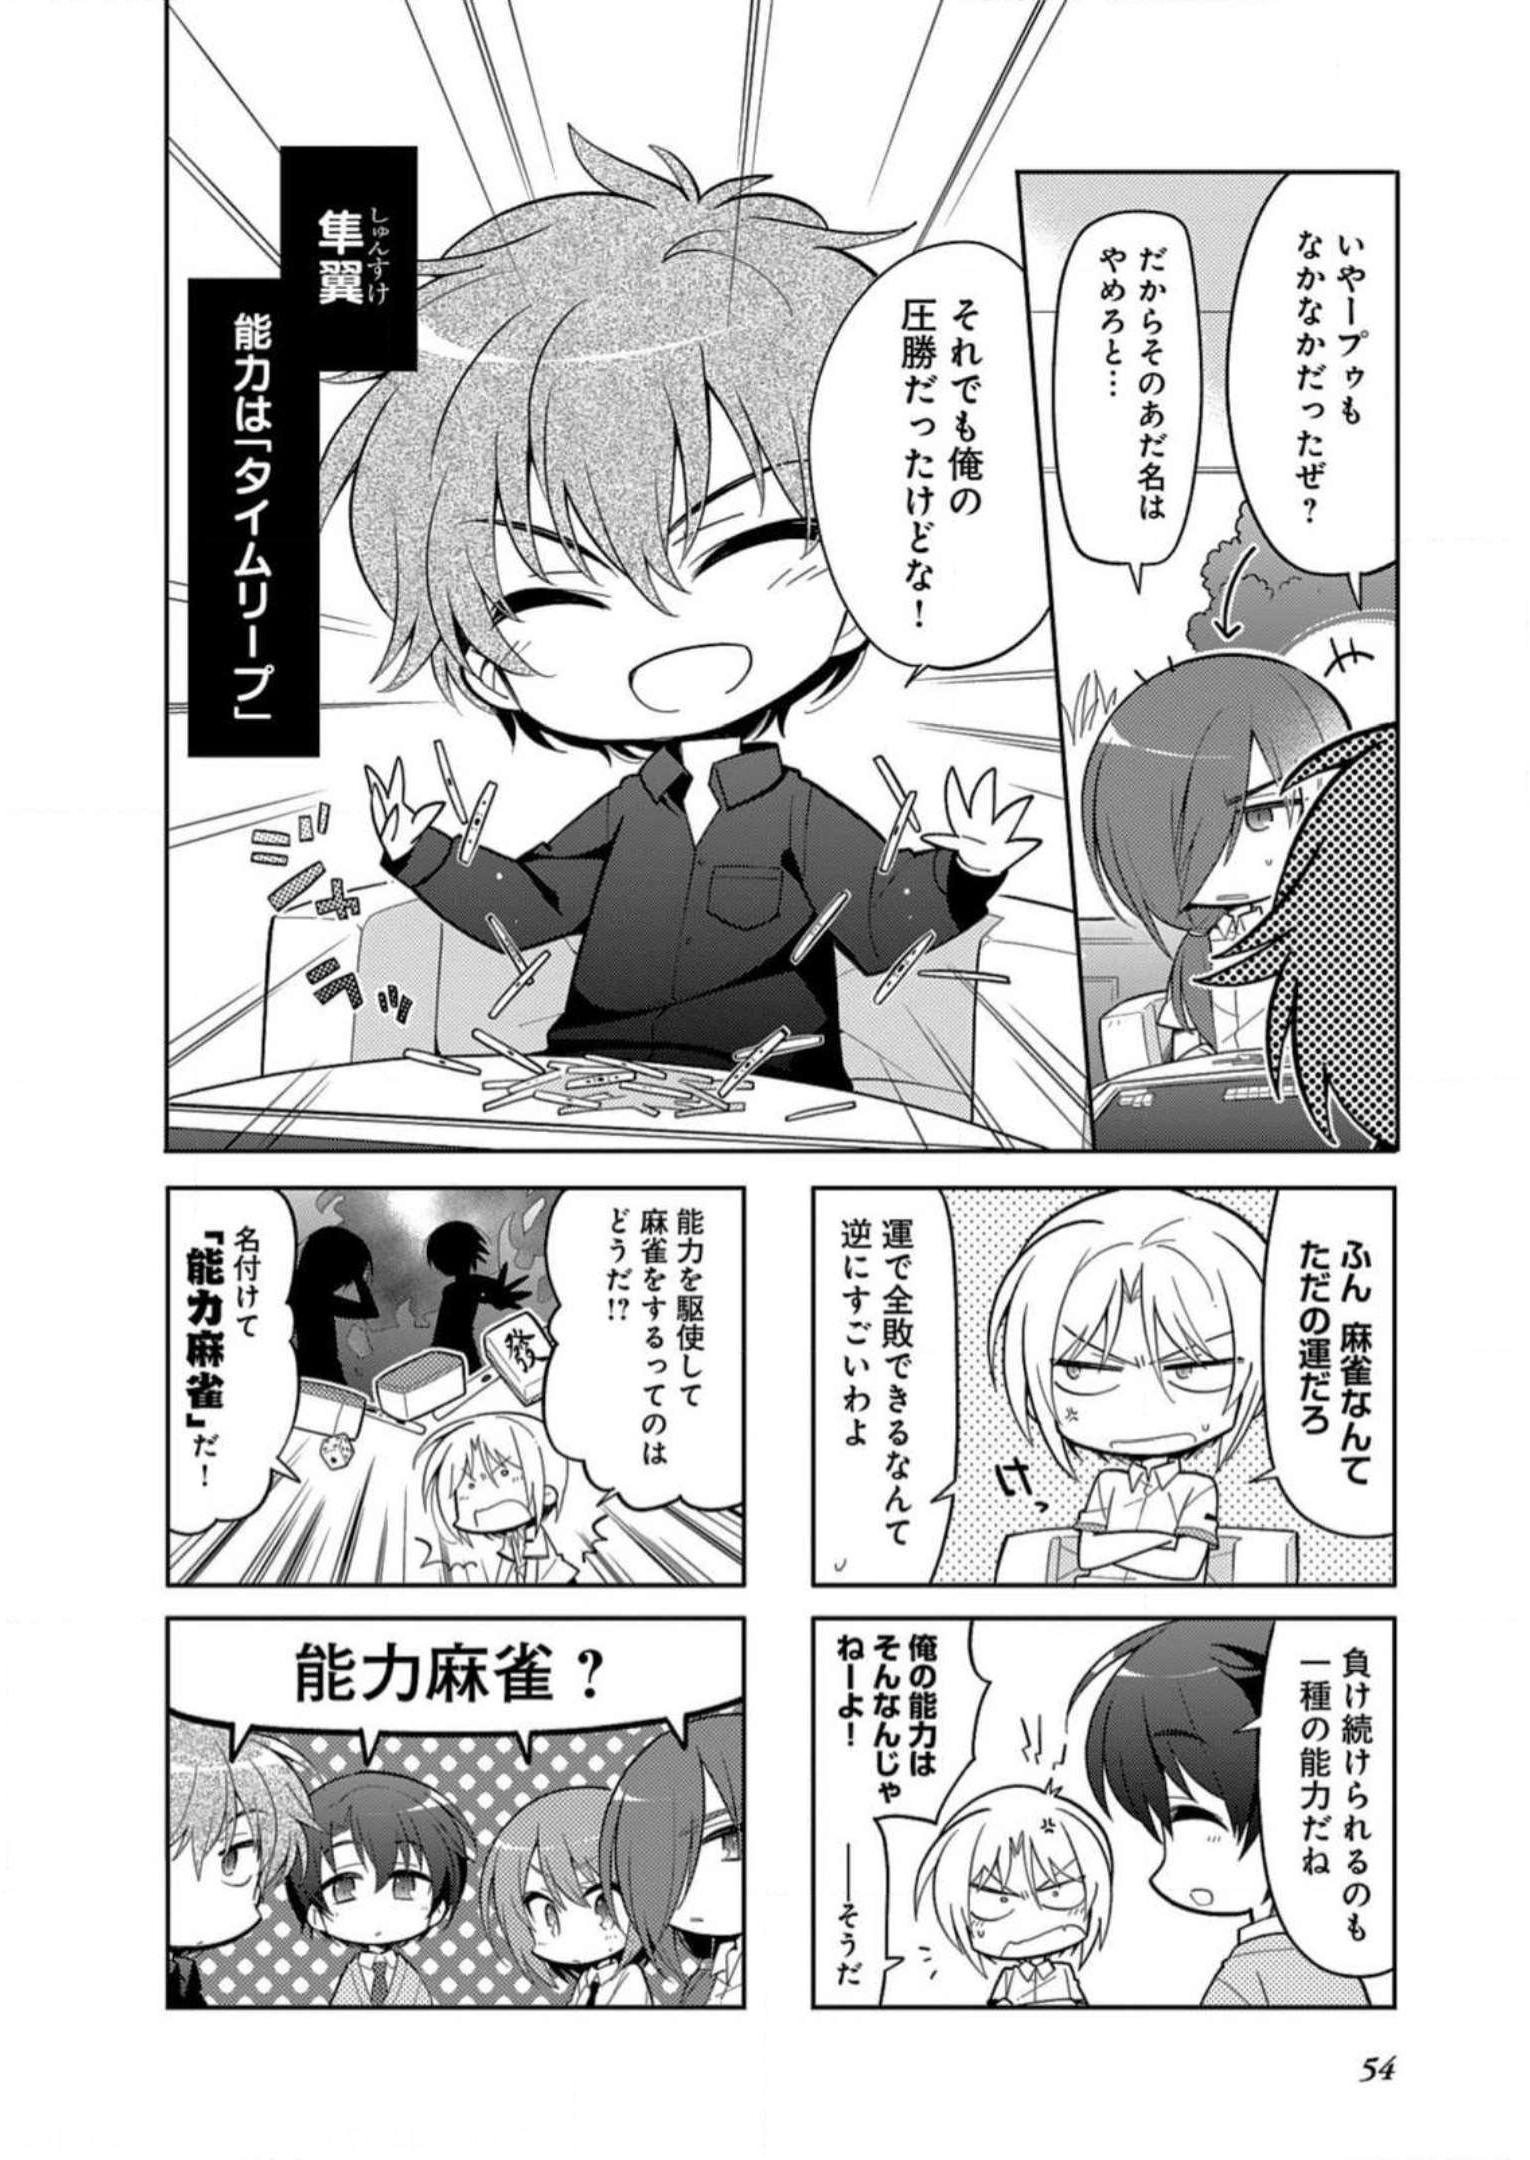 いやープゥも
なかなかだったぜ？
だからそのあだ名は
やめろと…
それでも俺の
圧勝だったけどな！
しゅんすけ
隼翼
能力は「タイムリープ」
ジャラッ
ふん 麻雀なんて
ただの運だろ
けっ
運で全敗できるなんて
逆にすごいわよ
負け続けられるのも
一種の能力だね
俺の能力は
そんなんじゃ
ねーよ！
──そうだ
能力を駆使して
麻雀をするってのは
どうだ!?
發
名付けて
『能力麻雀』だ！
能力麻雀？
54